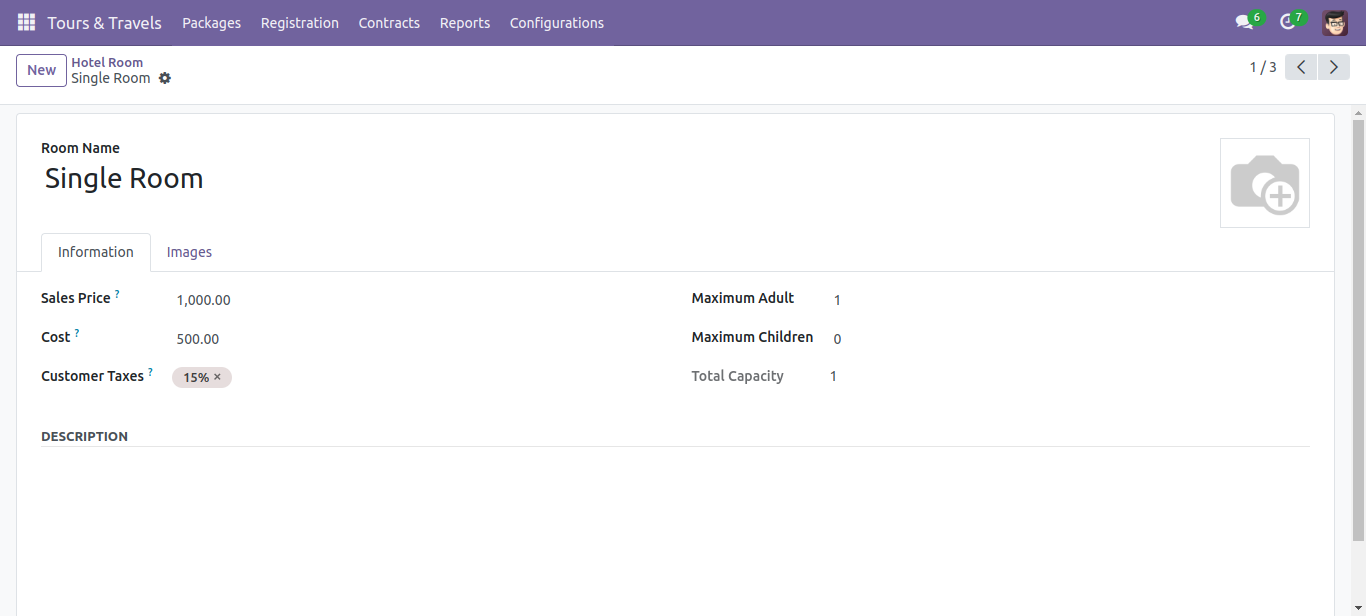 Tours & Travels Packages Registration Contracts Reports Configurations 6 7
New Hotel Room
Single Room
1 / 3
Room Name
Single Room
Information Images
Sales Price ? 1,000.00 Maximum Adult 1
Cost ? 500.00 Maximum Children 0
Customer Taxes ? 15% × Total Capacity 1
DESCRIPTION